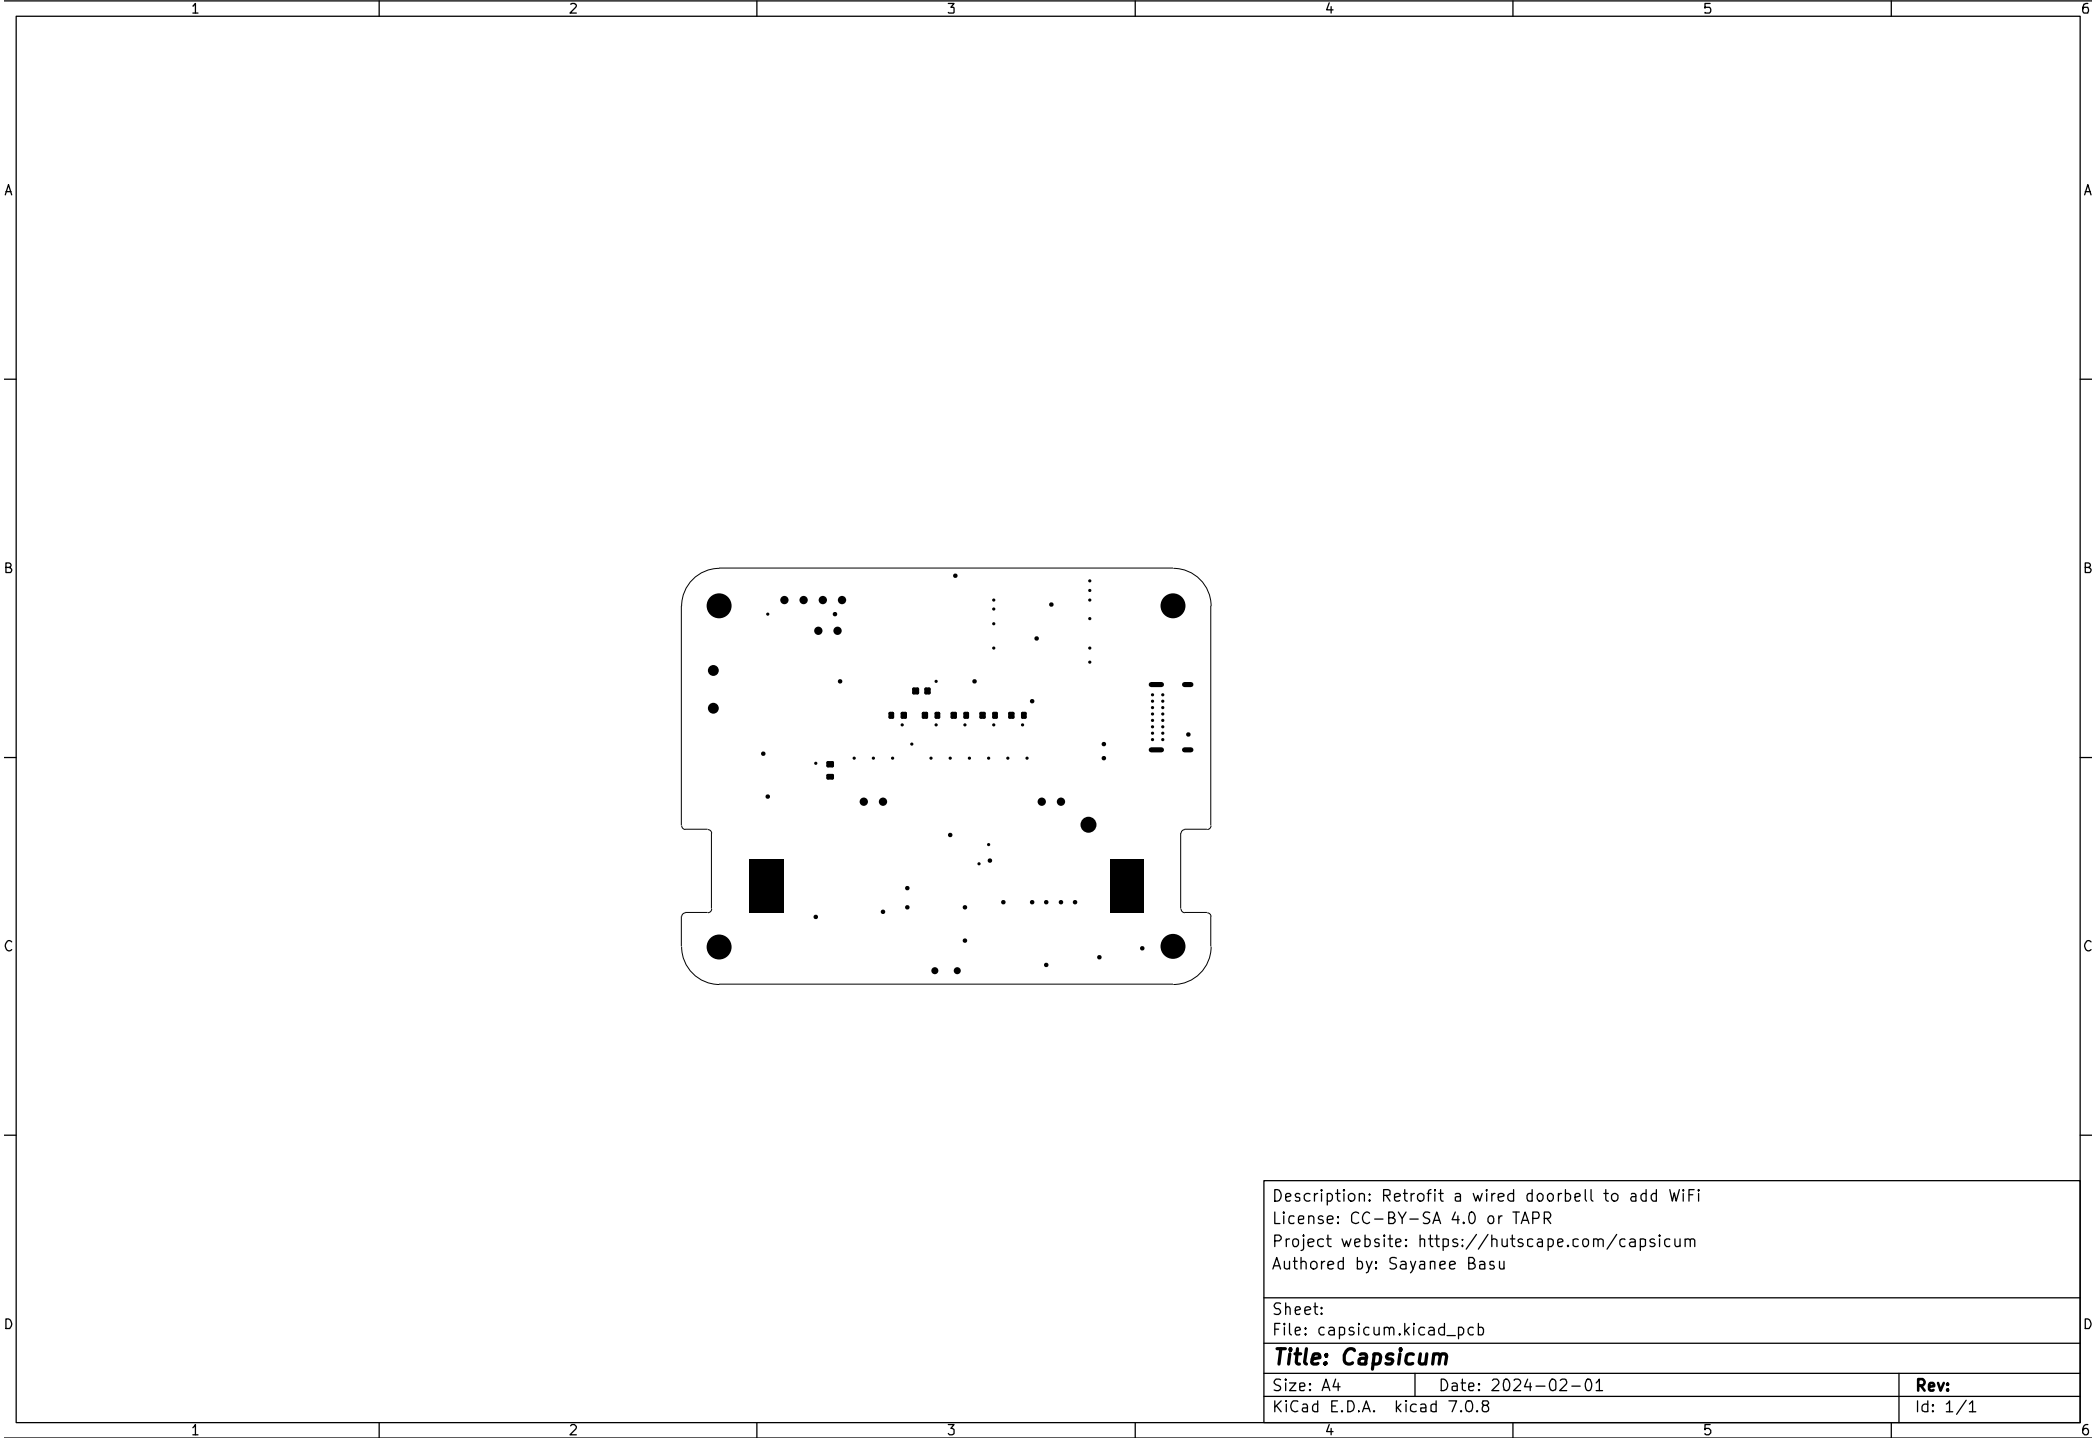 1 2 3 4 5 6
A A
B B
C C
Description: Retrofit a wired doorbell to add WiFi
License: CC-BY-SA 4.0 or TAPR
Project website: https://hutscape.com/capsicum
Authored by: Sayanee Basu
Sheet:
D D
File: capsicum.kicad_pcb
Title: Capsicum
Size: A4 Date: 2024-02-01 Rev:
KiCad E.D.A. kicad 7.0.8 Id: 1/1
1 2 3 4 5 6